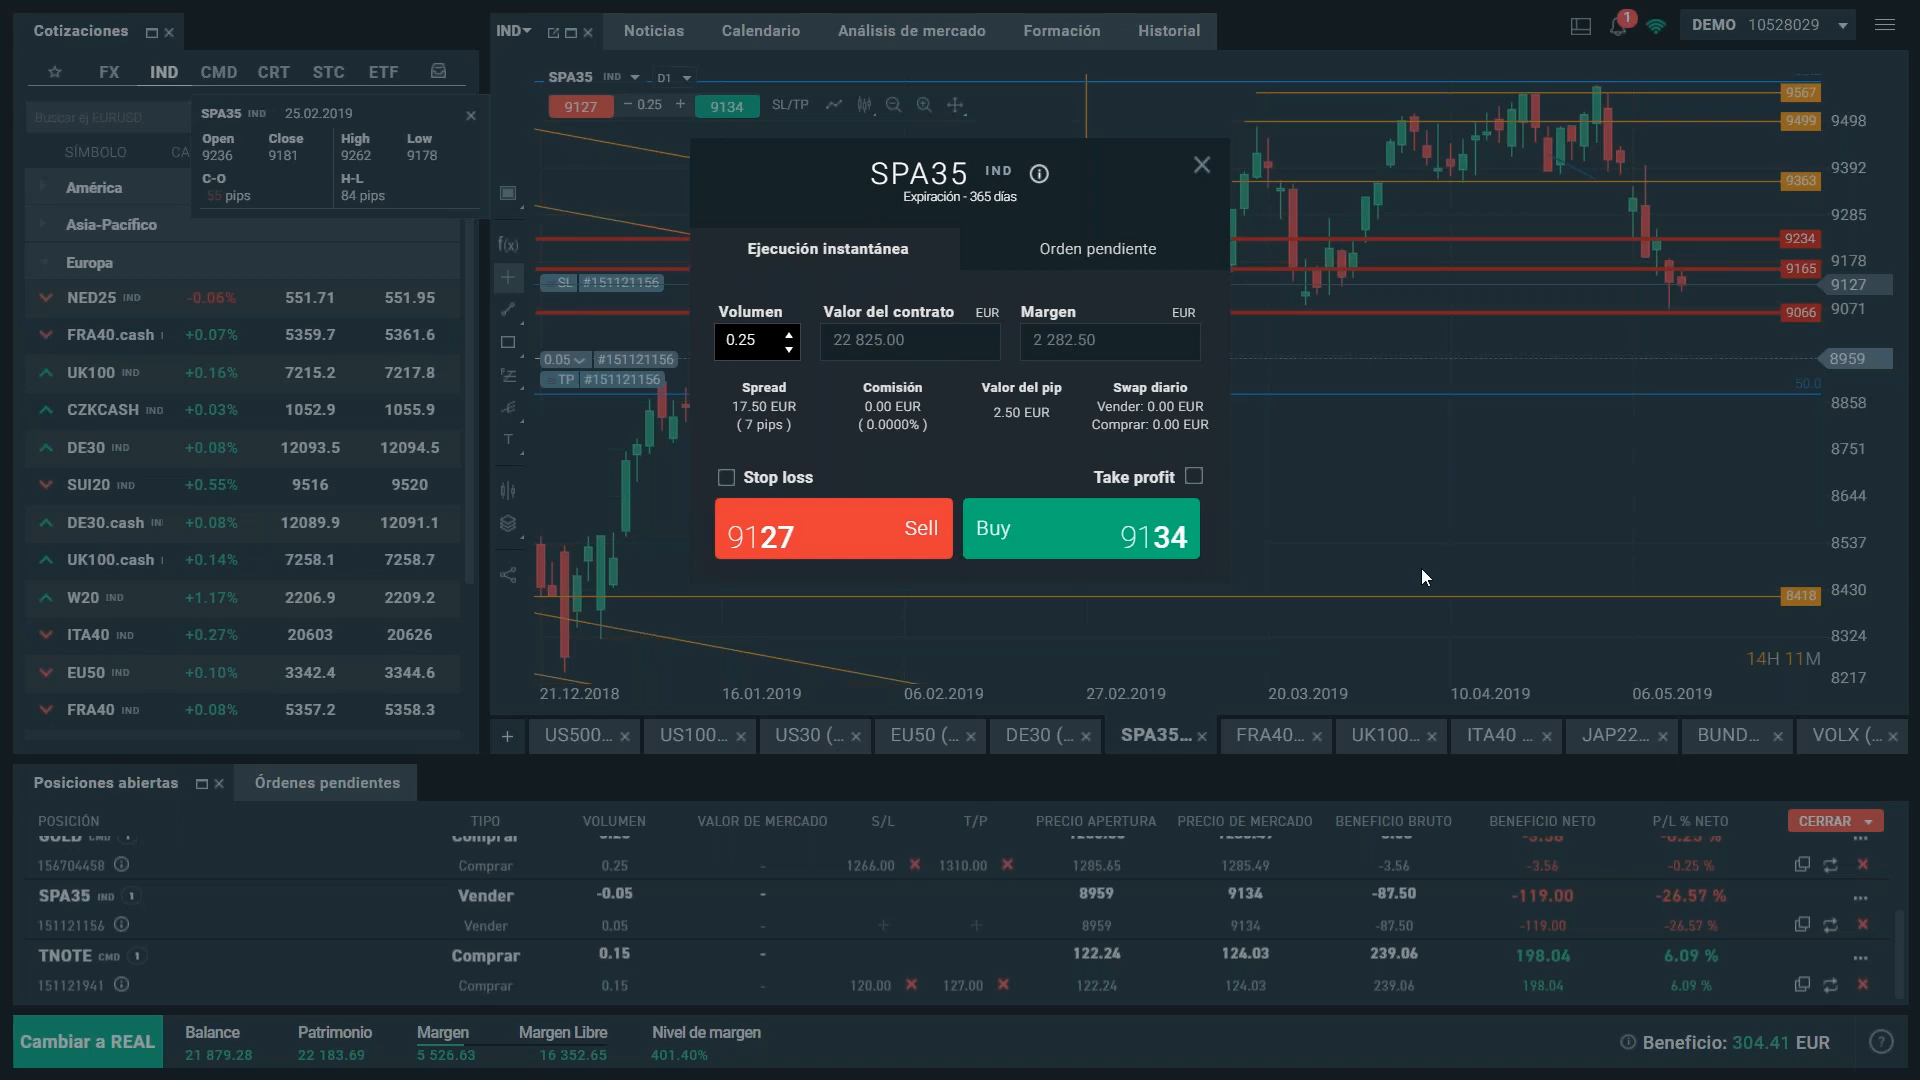 Cotizaciones
IND
Noticias
Calendario
Análisis de mercado
Formación
Historial
1
DEMO 10528029
FX IND CMD CRT STC ETF
Buscar ej EURUSD
SÍMBOLO
CA
América
Asia-Pacífico
Europa
SPA35 IND 25.02.2019
Open Close High Low
9236 9181 9262 9178
C-O H-L
55 pips 84 pips
NED25 IND -0.06% 551.71 551.95
FRA40.cash +0.07% 5359.7 5361.6
UK100 IND +0.16% 7215.2 7217.8
CZKCASH IND +0.03% 1052.9 1055.9
DE30 IND +0.08% 12093.5 12094.5
SUI20 IND +0.55% 9516 9520
DE30.cash IN +0.08% 12089.9 12091.1
UK100.cash +0.14% 7258.1 7258.7
W20 IND +1.17% 2206.9 2209.2
ITA40 IND +0.27% 20603 20626
EU50 IND +0.10% 3342.4 3344.6
FRA40 IND +0.08% 5357.2 5358.3
SPA35 IND D1
9127 − 0.25 + 9134 SL/TP
f(x)
T
SL #151121156
0.05 #151121156
TP #151121156
SPA35 IND
Expiración - 365 días
Ejecución instantánea
Orden pendiente
Volumen Valor del contrato EUR Margen EUR
0.25 22 825.00 2 282.50
Spread Comisión Valor del pip Swap diario
17.50 EUR 0.00 EUR 2.50 EUR Vender: 0.00 EUR
( 7 pips ) ( 0.0000% ) Comprar: 0.00 EUR
Stop loss
Take profit
9127 Sell
Buy 9134
9567
9499 9498
9392
9363
9285
9234
9178
9165
9127
9071
9066
8959
50.0
8858
8751
8644
8537
8430
8418
8324
14H 11M
8217
21.12.2018 16.01.2019 06.02.2019 27.02.2019 20.03.2019 10.04.2019 06.05.2019
+ US500... US100... US30 (... EU50 (... DE30 (... SPA35... FRA40... UK100... ITA40 ... JAP22... BUND... VOLX (...
Posiciones abiertas
Órdenes pendientes
POSICIÓN TIPO VOLUMEN VALOR DE MERCADO S/L T/P PRECIO APERTURA PRECIO DE MERCADO BENEFICIO BRUTO BENEFICIO NETO P/L % NETO CERRAR
156704458 Comprar 0.25 - 1266.00 1310.00 1285.65 1285.49 -3.56 -3.56 -0.25 %
SPA35 IND 1 Vender -0.05 - 8959 9134 -87.50 -119.00 -26.57 %
151121156 Vender 0.05 - + + 8959 9134 -87.50 -119.00 -26.57 %
TNOTE CMD 1 Comprar 0.15 - 122.24 124.03 239.06 198.04 6.09 %
151121941 Comprar 0.15 - 120.00 127.00 122.24 124.03 239.06 198.04 6.09 %
Cambiar a REAL
Balance Patrimonio Margen Margen Libre Nivel de margen
21 879.28 22 183.69 5 526.63 16 352.65 401.40%
Beneficio: 304.41 EUR
?